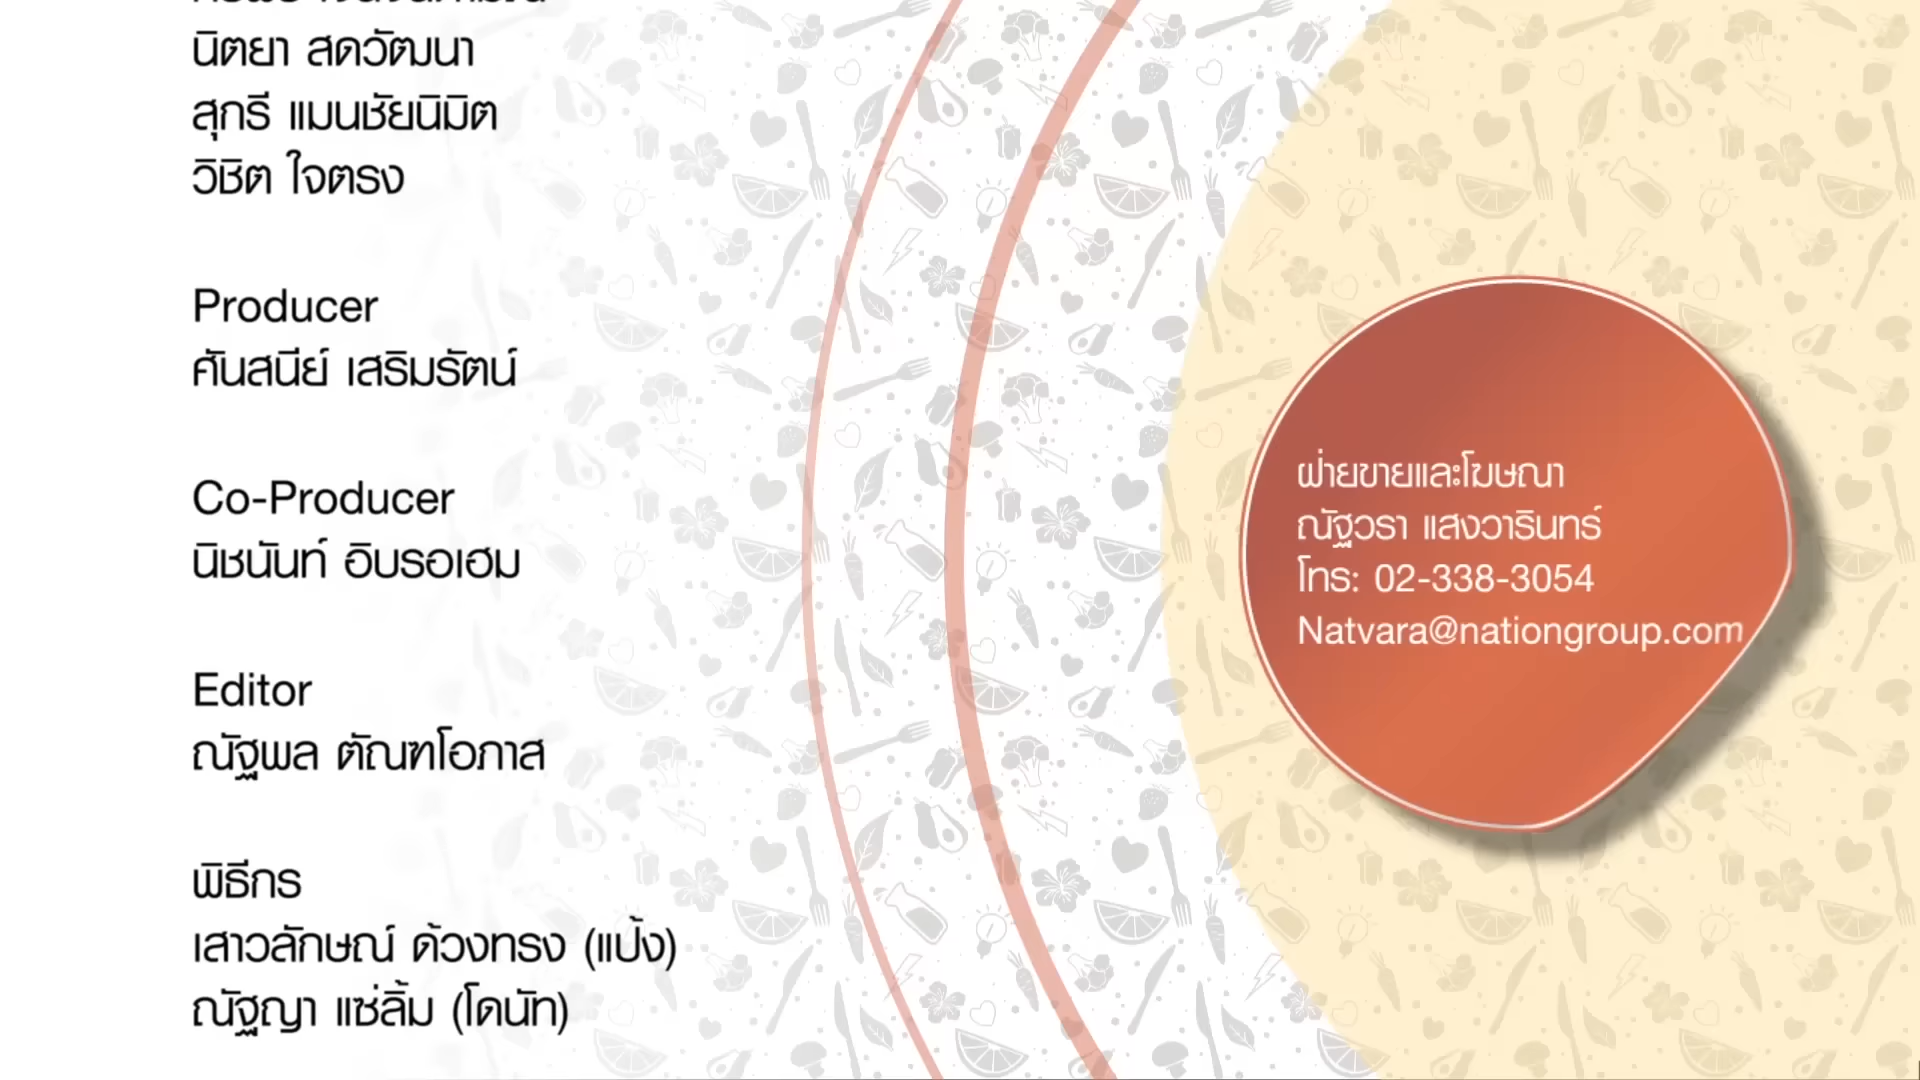 นิตยา สดวัฒนา
สุกรี แมนชัยนิมิต
วิชิต ใจตรง
Producer
ศันสนีย์ เสริมรัตน์
Co-Producer
นิชนันท์ อิบรอเฮม
Editor
ณัฐพล ตัณฑโอภาส
พิธีกร
เสาวลักษณ์ ด้วงทรง (แป้ง)
ณัฐญา แซ่ลิ้ม (โดนัท)
ฝ่ายขายและโฆษณา
ณัฐวรา แสงวารินทร์
โทร: 02-338-3054
Natvara@nationgroup.com